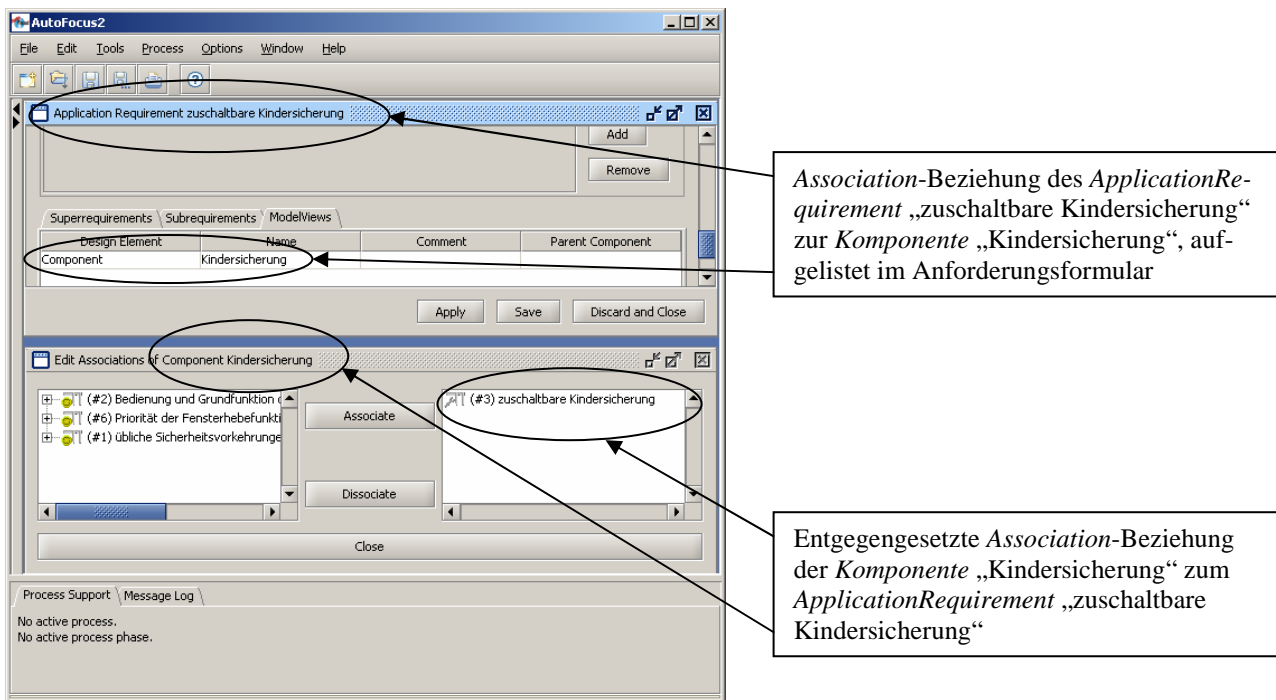 AutoFocus2
File Edit Tools Process Options Window Help
Application Requirement zuschaltbare Kindersicherung
Add
Remove
Superrequirements Subrequirements ModelViews
Design Element Name Comment Parent Component
Component Kindersicherung
Apply Save Discard and Close
Edit Associations of Component Kindersicherung
(#2) Bedienung und Grundfunktion
(#6) Priorität der Fensterhebefunkti
(#1) übliche Sicherheitsvorkehrunge
Associate
Dissociate
(#3) zuschaltbare Kindersicherung
Close
Process Support Message Log
No active process.
No active process phase.
Association-Beziehung des ApplicationRe-
quirement „zuschaltbare Kindersicherung“
zur Komponente „Kindersicherung“, auf-
gelistet im Anforderungsformular
Entgegengesetzte Association-Beziehung
der Komponente „Kindersicherung“ zum
ApplicationRequirement „zuschaltbare
Kindersicherung“